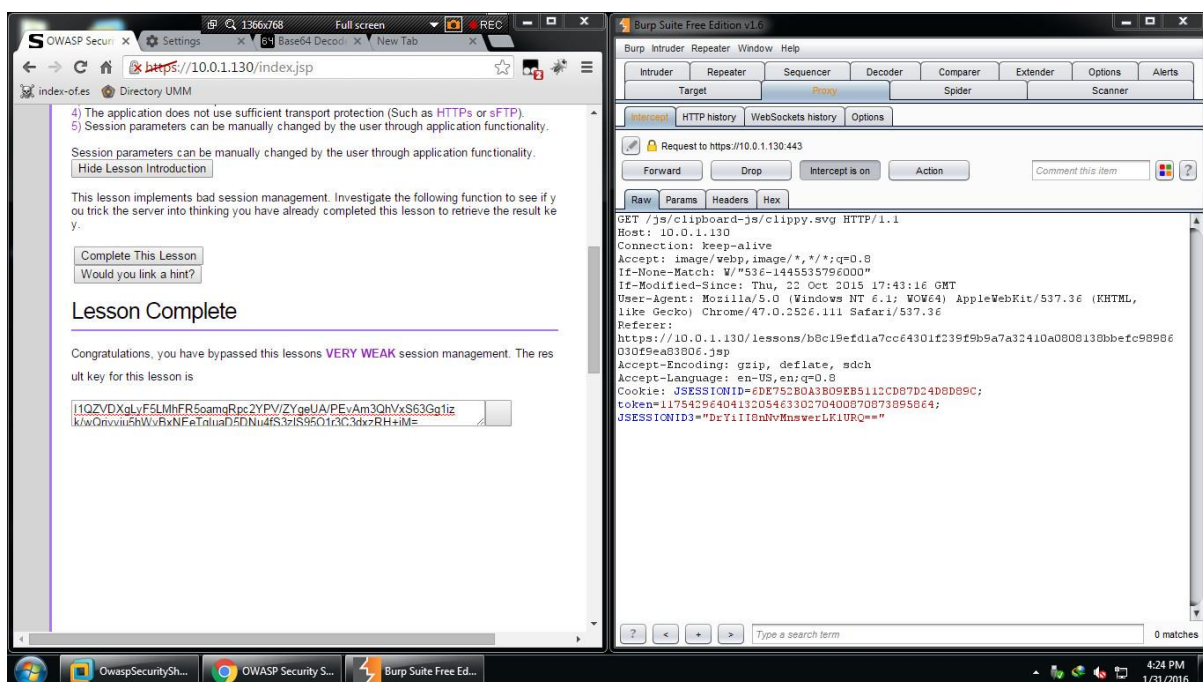 1366x768 Full screen REC
OWASP Securi Settings Base64 Decod New Tab
https://10.0.1.130/index.jsp
index-of.es Directory UMM
4) The application does not use sufficient transport protection (Such as HTTPs or sFTP).
5) Session parameters can be manually changed by the user through application functionality.
Session parameters can be manually changed by the user through application functionality.
Hide Lesson Introduction
This lesson implements bad session management. Investigate the following function to see if y
ou trick the server into thinking you have already completed this lesson to retrieve the result ke
y.
Complete This Lesson
Would you link a hint?
Lesson Complete
Congratulations, you have bypassed this lessons VERY WEAK session management. The res
ult key for this lesson is
Burp Suite Free Edition v1.6
Burp Intruder Repeater Window Help
Intruder Repeater Sequencer Decoder Comparer Extender Options Alerts
Target Proxy Spider Scanner
Intercept HTTP history WebSockets history Options
Request to https://10.0.1.130:443
Forward Drop Intercept is on Action Comment this item ?
Raw Params Headers Hex
GET /js/clipboard-js/clippy.svg HTTP/1.1
Host: 10.0.1.130
Connection: keep-alive
Accept: image/webp,image/*,*/*;q=0.8
If-None-Match: W/"536-1445535796000"
If-Modified-Since: Thu, 22 Oct 2015 17:43:16 GMT
User-Agent: Mozilla/5.0 (Windows NT 6.1; WOW64) AppleWebKit/537.36 (KHTML,
like Gecko) Chrome/47.0.2526.111 Safari/537.36
Referer:
https://10.0.1.130/lessons/b8c19efd1a7cc64301f239f9b9a7a32410a0808138bbefc98986
030f9ea83806.jsp
Accept-Encoding: gzip, deflate, sdch
Accept-Language: en-US,en;q=0.8
Cookie: JSESSIONID=6DE752B0A3B09EB5112CD87D24D8D89C;
token=117542964041320546330270400870873895864;
JSESSIONID3="DrYiII8nNvMnswerLK1URQ=="
? < + > Type a search term 0 matches
OwaspSecuritySh... OWASP Security S... Burp Suite Free Ed... 4:24 PM
1/31/2016